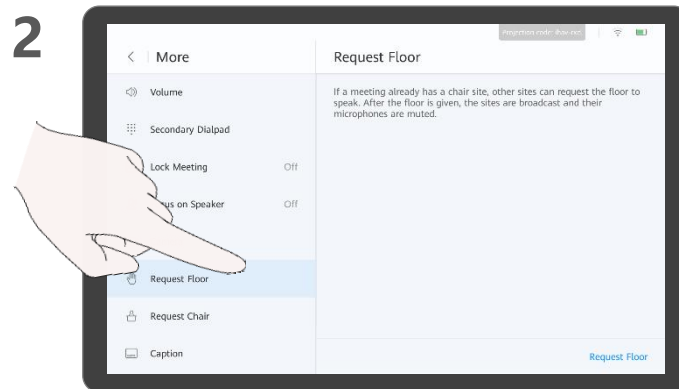 2
More
Request Floor
Volume
Secondary Dialpad
Lock Meeting Off
on Speaker Off
Request Floor
Request Chair
Caption
If a meeting already has a chair site, other sites can request the floor to
speak. After the floor is given, the sites are broadcast and their
microphones are muted.
Request Floor